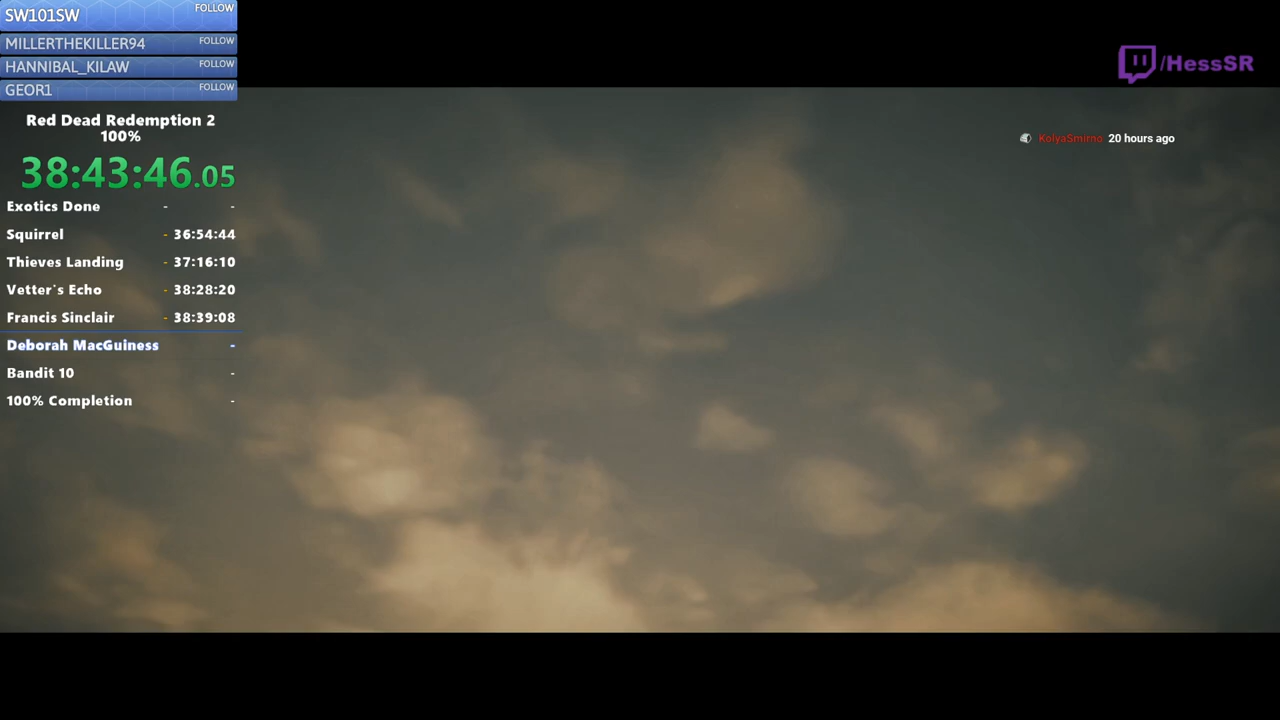 SW101SW FOLLOW
MILLERTHEKILLER94 FOLLOW
HANNIBAL_KILAW FOLLOW
GEOR1 FOLLOW
/HessSR
Red Dead Redemption 2
100%
KolyaSmirno 20 hours ago
38:43:46.05
Exotics Done - -
Squirrel - 36:54:44
Thieves Landing - 37:16:10
Vetter's Echo - 38:28:20
Francis Sinclair - 38:39:08
Deborah MacGuiness -
Bandit 10 -
100% Completion -